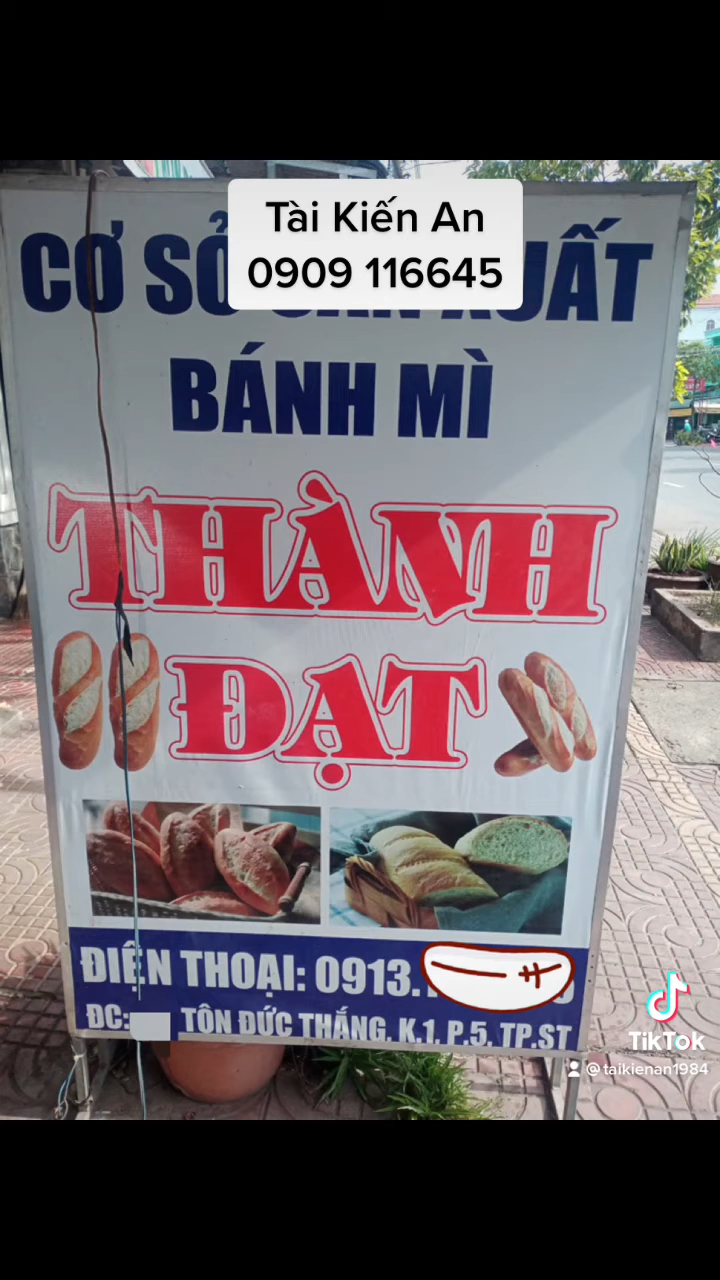 Tài Kiến An
0909 116645
CƠ SỞ XUẤT
BÁNH MÌ
THÀNH
ĐẠT
ĐIỆN THOẠI: 0913.
ĐC: TÔN ĐỨC THẮNG, K.1, P.5, TP.ST
TikTok
@taikienan1984